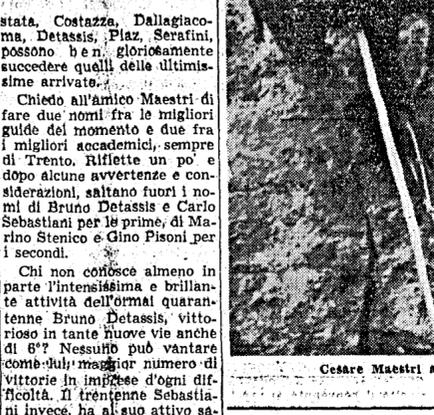 stata, Costazza, Dallagiaco-
ma, Detassis, Plaz, Serafini,
possono ben gloriosamente
succedere quelli delle ultimis-
sime arrivate.
Chiedo all'amico Maestri di
fare due nomi fra le migliori
guide del momento e due fra
i migliori accademici, sempre
di Trento. Riflette un po' e
dopo alcune avvertenze e con-
siderazioni, saltano fuori i no-
mi di Bruno Detassis e Carlo
Sebastiani per le prime, di Ma-
rino Stenico e Gino Pisoni per
i secondi.
Chi non conosce almeno in
parte l'intensissima e brillan-
te attività dell'ormai quaran-
tenne Bruno Detassis, vitto-
rioso in tante nuove vie anche
di 6°? Nessuno può vantare
come lui maggior numero di
vittorie in imprese d'ogni dif-
ficoltà. Il trentenne Sebastia-
ni invece, ha al suo attivo sa-
Cesare Maestri a